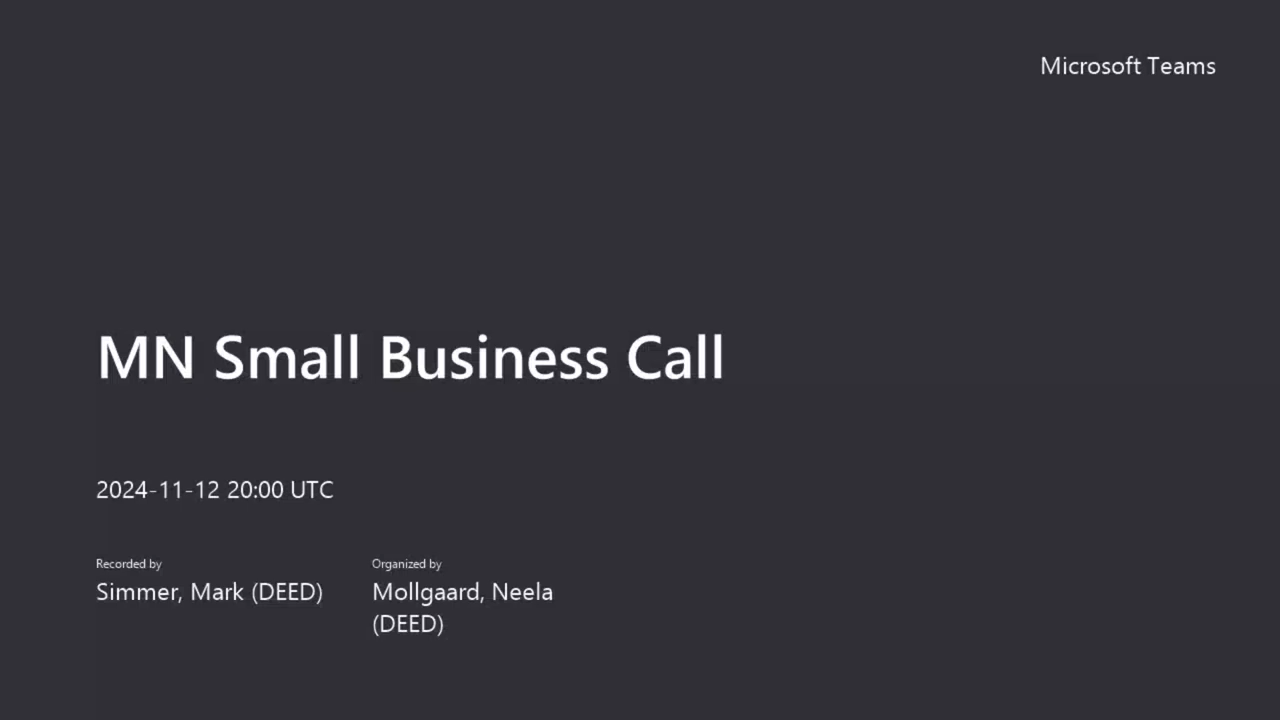 Microsoft Teams
MN Small Business Call
2024-11-12 20:00 UTC
Recorded by
Simmer, Mark (DEED)
Organized by
Mollgaard, Neela
(DEED)